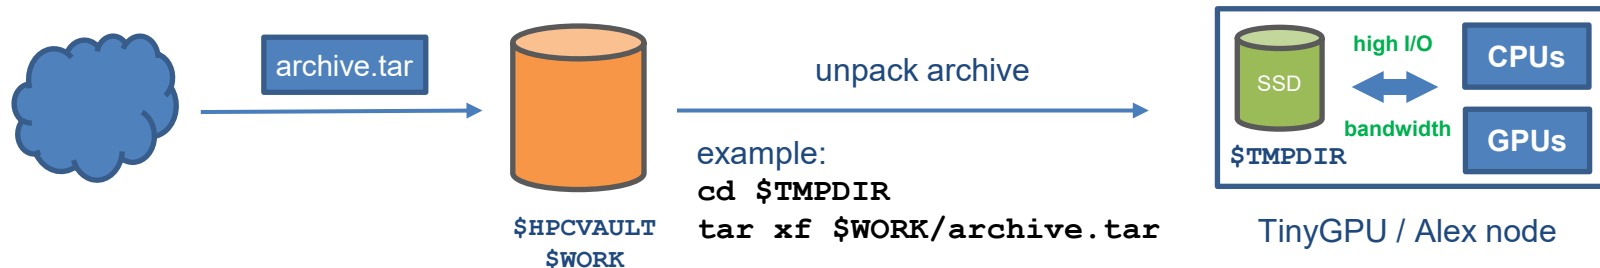 archive.tar
$HPCVAULT
$WORK
unpack archive
example:
cd $TMPDIR
tar xf $WORK/archive.tar
SSD
$TMPDIR
high I/O
bandwidth
CPUs
GPUs
TinyGPU / Alex node